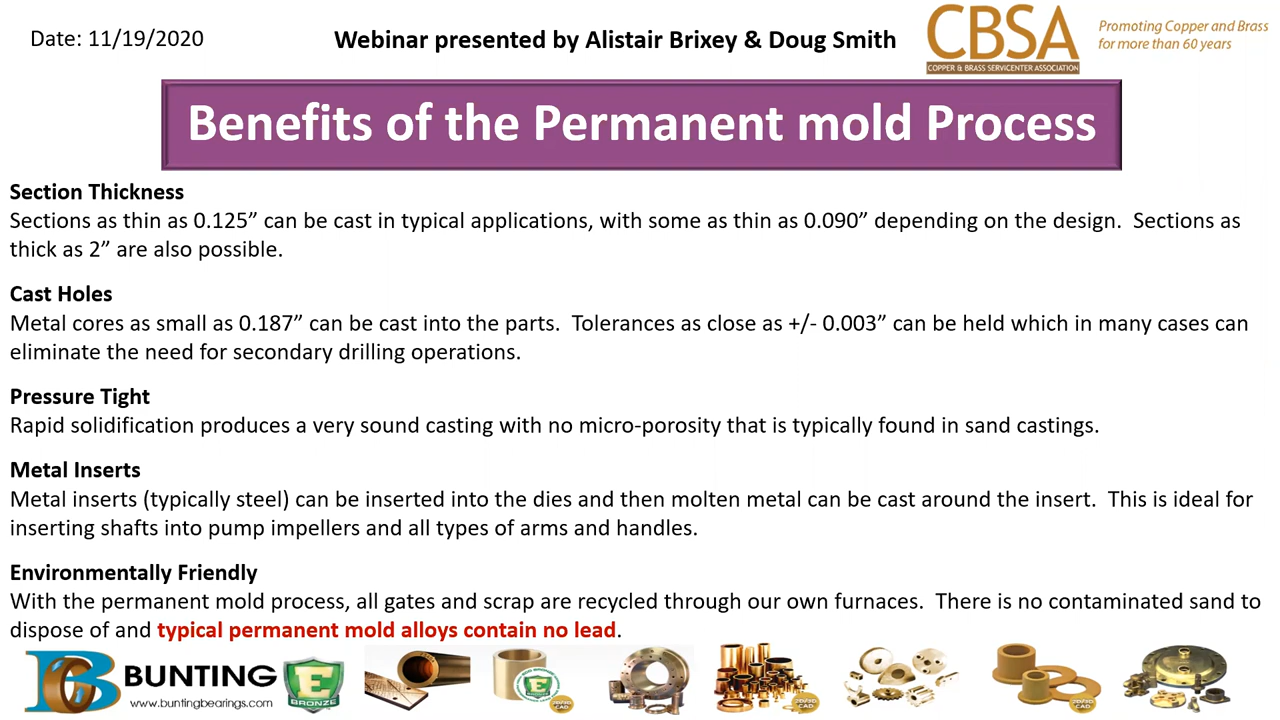 Date: 11/19/2020
Webinar presented by Alistair Brixey & Doug Smith
CBSA
COPPER & BRASS SERVICENTER ASSOCIATION
Promoting Copper and Brass
for more than 60 years
Benefits of the Permanent mold Process
Section Thickness
Sections as thin as 0.125” can be cast in typical applications, with some as thin as 0.090” depending on the design.  Sections as
thick as 2” are also possible.
Cast Holes
Metal cores as small as 0.187” can be cast into the parts.  Tolerances as close as +/- 0.003” can be held which in many cases can
eliminate the need for secondary drilling operations.
Pressure Tight
Rapid solidification produces a very sound casting with no micro-porosity that is typically found in sand castings.
Metal Inserts
Metal inserts (typically steel) can be inserted into the dies and then molten metal can be cast around the insert.  This is ideal for
inserting shafts into pump impellers and all types of arms and handles.
Environmentally Friendly
With the permanent mold process, all gates and scrap are recycled through our own furnaces.  There is no contaminated sand to
dispose of and typical permanent mold alloys contain no lead.
BUNTING
www.buntingbearings.com
E
BRONZE
E
BRONZE
2D/3D
CAD
2D/3D
CAD
2D/3D
CAD